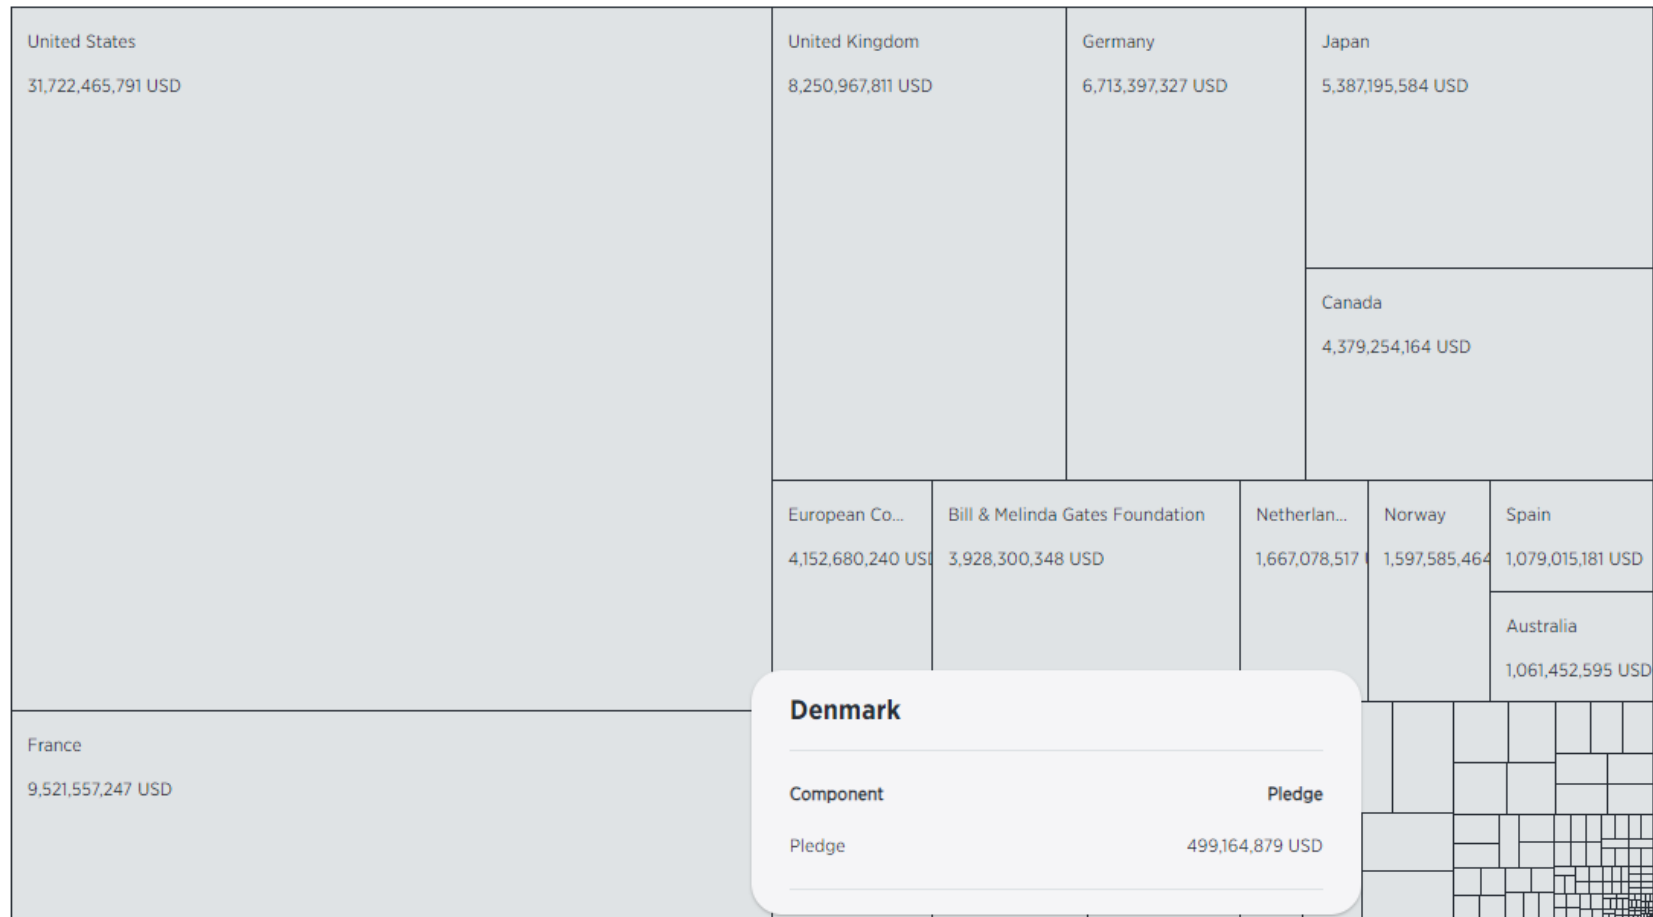 United States
31,722,465,791 USD
United Kingdom
8,250,967,811 USD
Germany
6,713,397,327 USD
Japan
5,387,195,584 USD
Canada
4,379,254,164 USD
European Co...
4,152,680,240 USD
Bill & Melinda Gates Foundation
3,928,300,348 USD
Netherlan...
1,667,078,517
Norway
1,597,585,464
Spain
1,079,015,181 USD
Australia
1,061,452,595 USD
France
9,521,557,247 USD
Denmark
Component Pledge
Pledge 499,164,879 USD